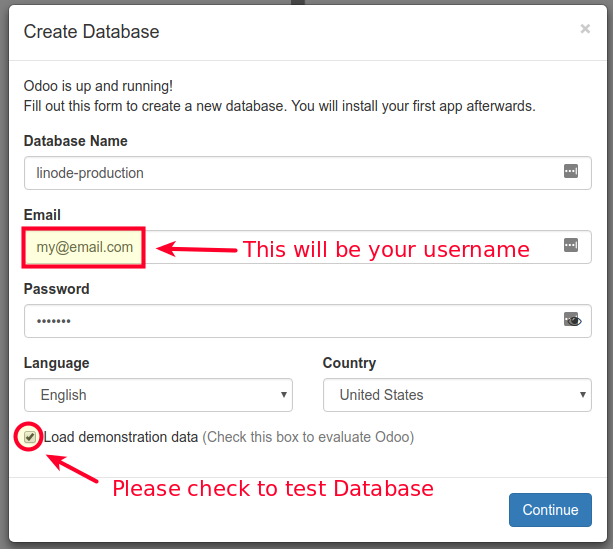 Create Database
×
Odoo is up and running!
Fill out this form to create a new database. You will install your first app afterwards.
Database Name
linode-production
Email
my@email.com
This will be your username
Password
•••••••
Language
Country
English
United States
Load demonstration data (Check this box to evaluate Odoo)
Please check to test Database
Continue